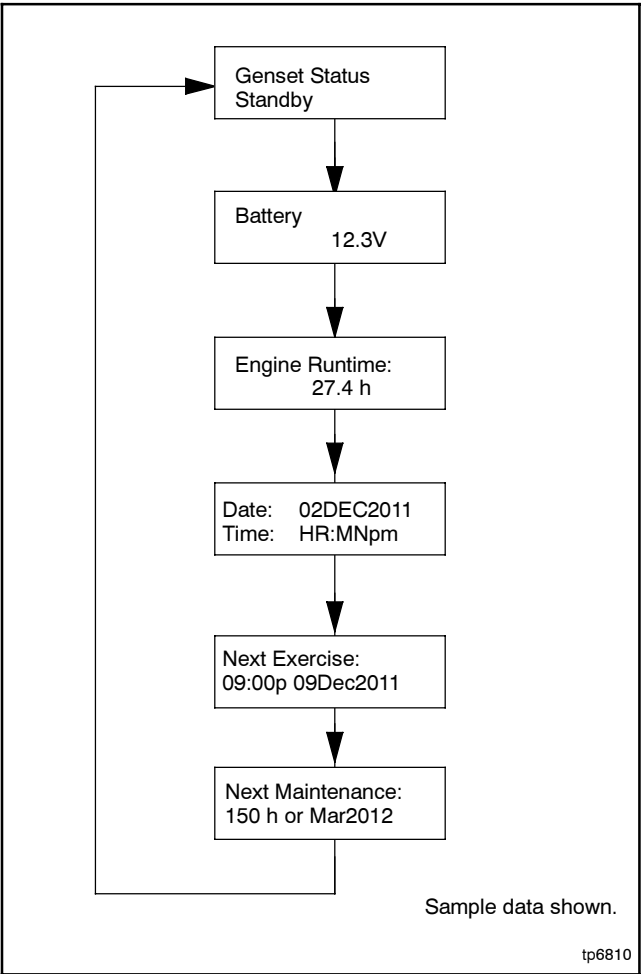 Genset Status
Standby
Battery
12.3V
Engine Runtime:
27.4 h
Date: 02DEC2011
Time: HR:MNpm
Next Exercise:
09:00p 09Dec2011
Next Maintenance:
150 h or Mar2012
Sample data shown.
tp6810